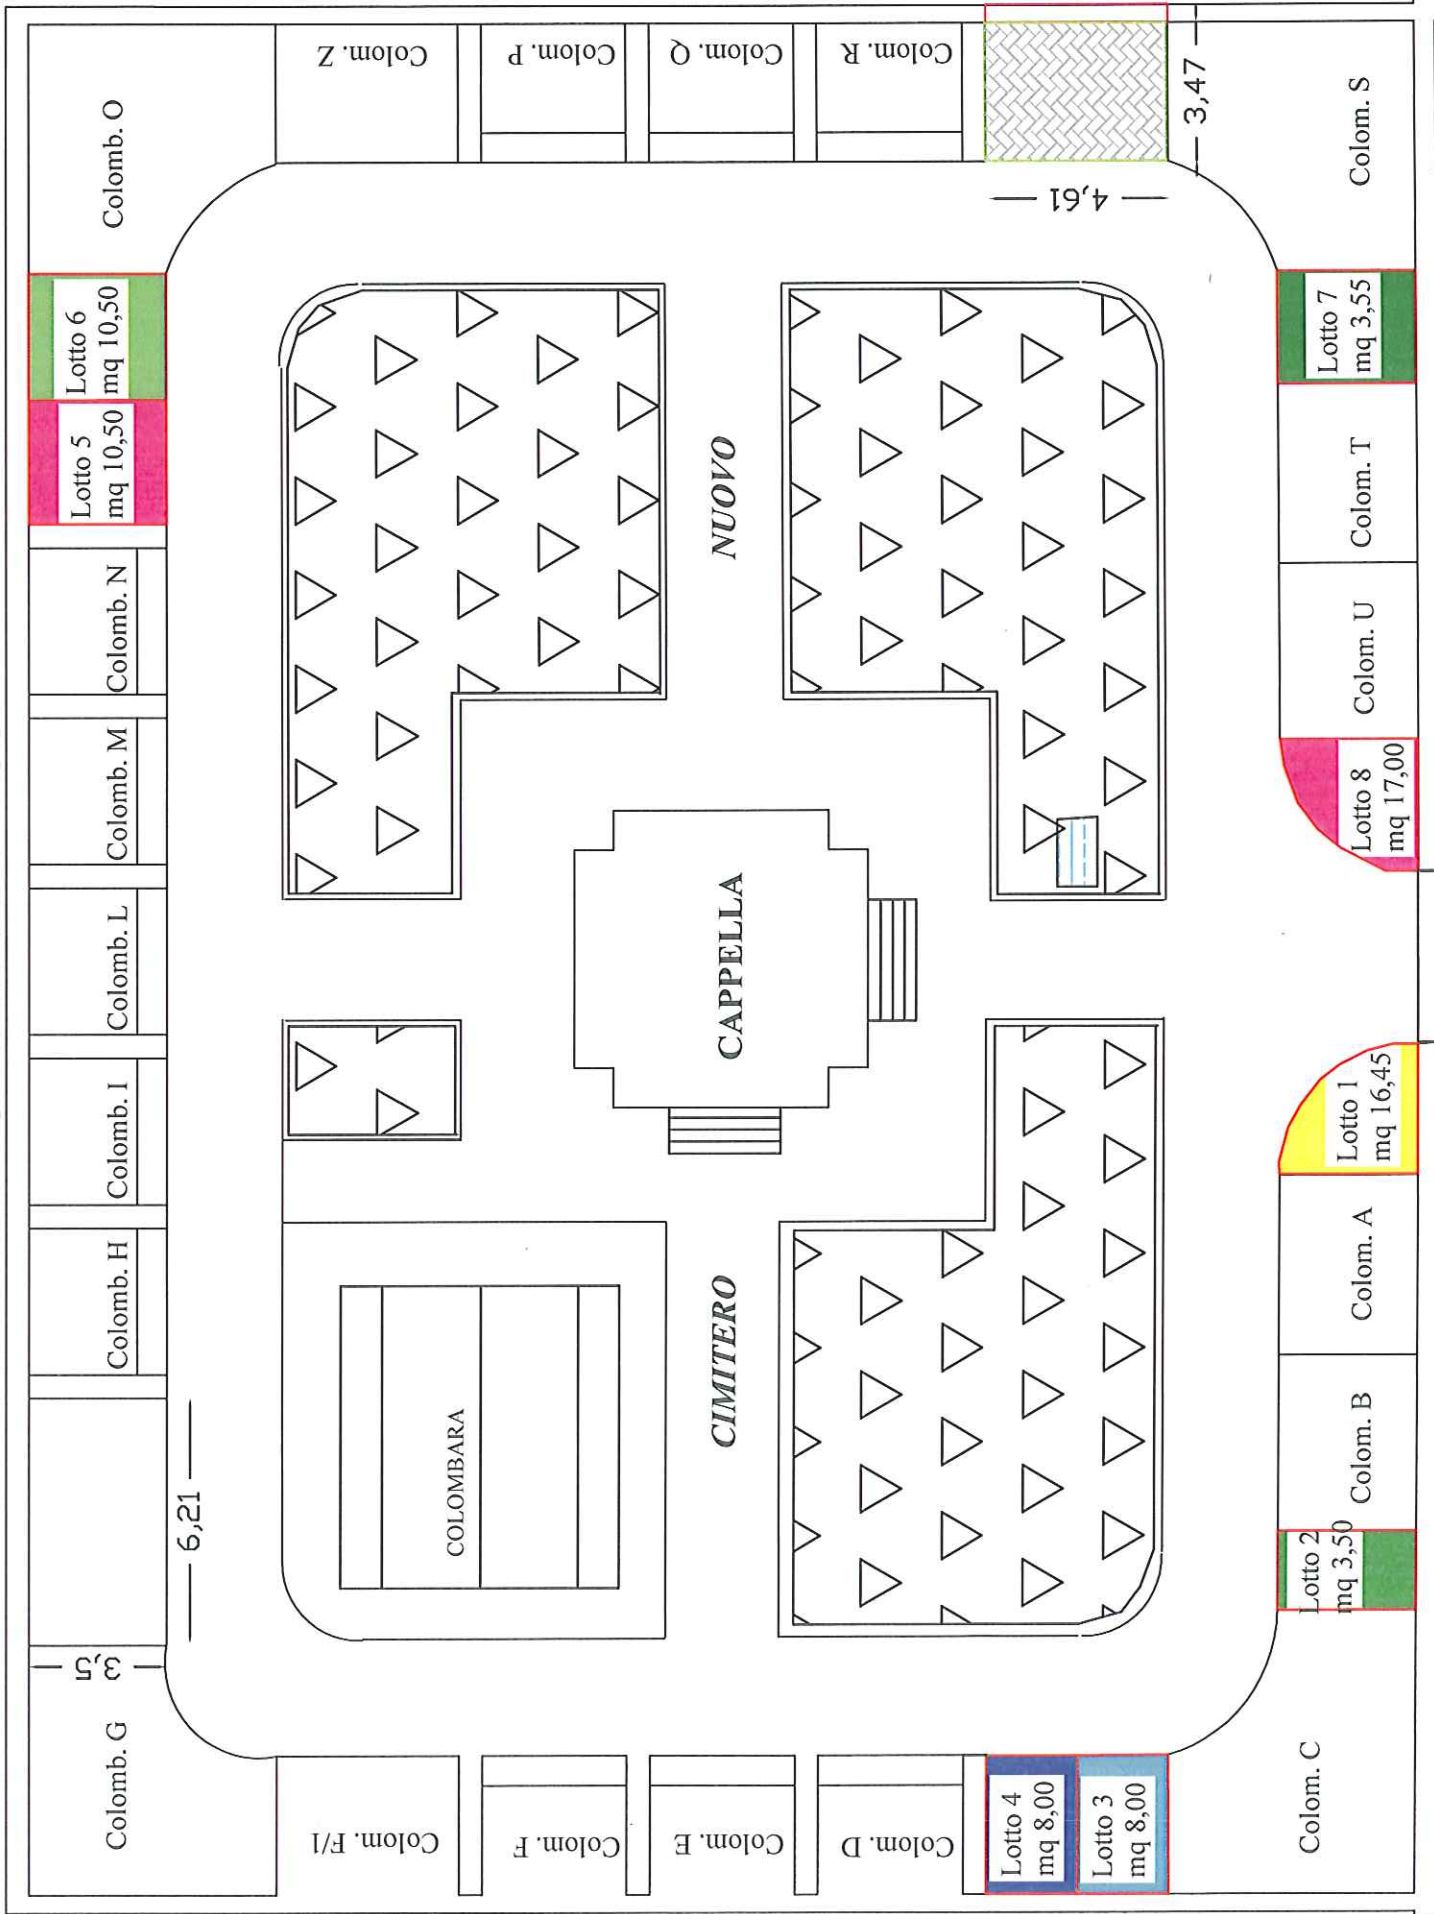 Colomb. G
Colomb. H
Colomb. I
Colomb. L
Colomb. M
Colomb. N
Lotto 5
mq 10,50
Lotto 6
mq 10,50
Colomb. O
3,5
6,21
Colom. F/1
Colom. F
Colom. E
Colom. D
Lotto 4
mq 8,00
Lotto 3
mq 8,00
COLOMBARA
CIMITERO
NUOVO
CAPPELLA
Colom. Z
Colom. P
Colom. Q
Colom. R
4,61
3,47
Colom. C
Lotto 2
mq 3,50
Colom. B
Colom. A
Lotto 1
mq 16,45
Lotto 8
mq 17,00
Colom. U
Colom. T
Lotto 7
mq 3,55
Colom. S